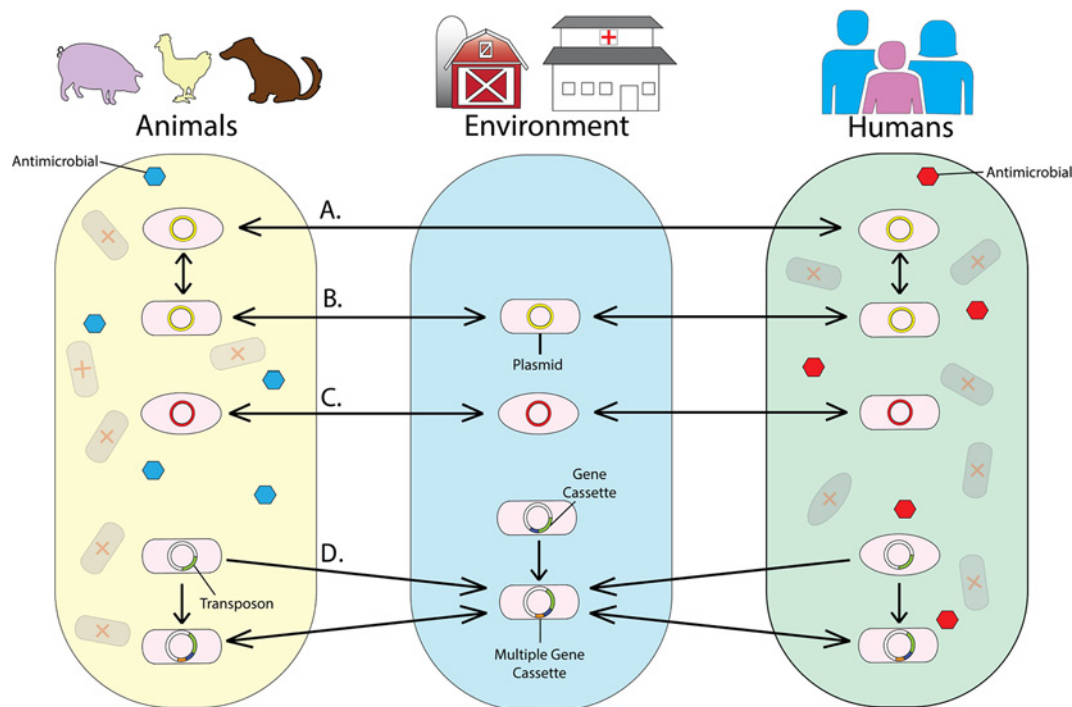 Animals
Environment
Humans
Antimicrobial
Antimicrobial
A.
B.
Plasmid
C.
Gene
Cassette
D.
Transposon
Multiple Gene
Cassette